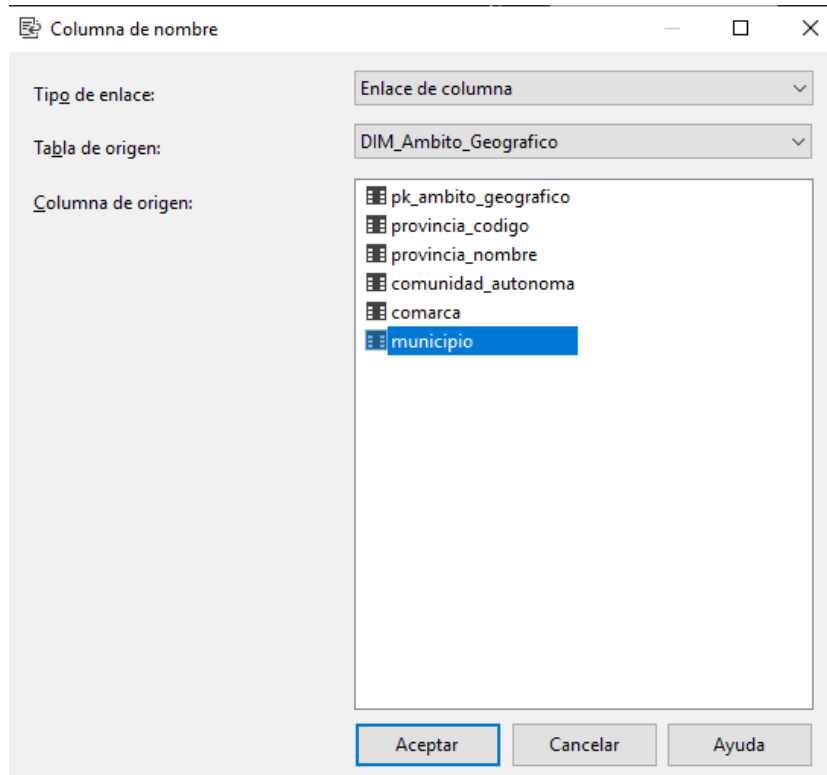 Columna de nombre
Tipo de enlace:
Enlace de columna
Tabla de origen:
DIM_Ambito_Geografico
Columna de origen:
pk_ambito_geografico
provincia_codigo
provincia_nombre
comunidad_autonoma
comarca
municipio
Aceptar
Cancelar
Ayuda